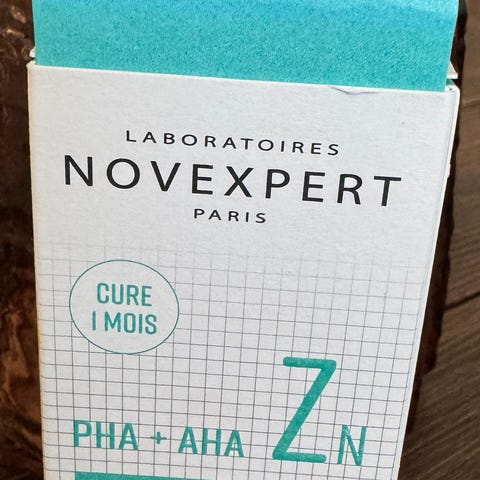 LABORATOIRES
NOVEXPERT
PARIS
CURE
1 MOIS
PHA + AHA ZN